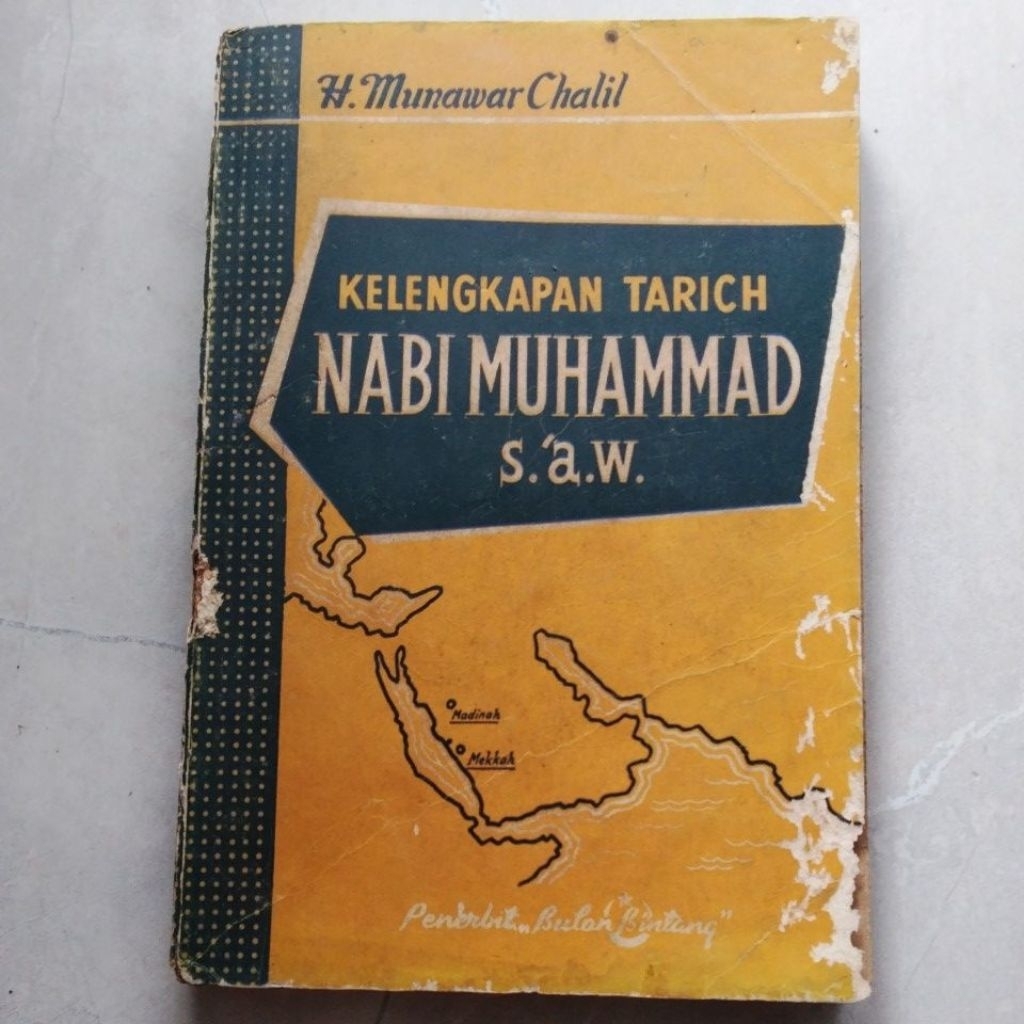 H. Munawar Chalil
KELENGKAPAN TARICH
NABI MUHAMMAD
s.'a.w.
Madinah
Mekkah
Penerbit „Bulan Bintang"